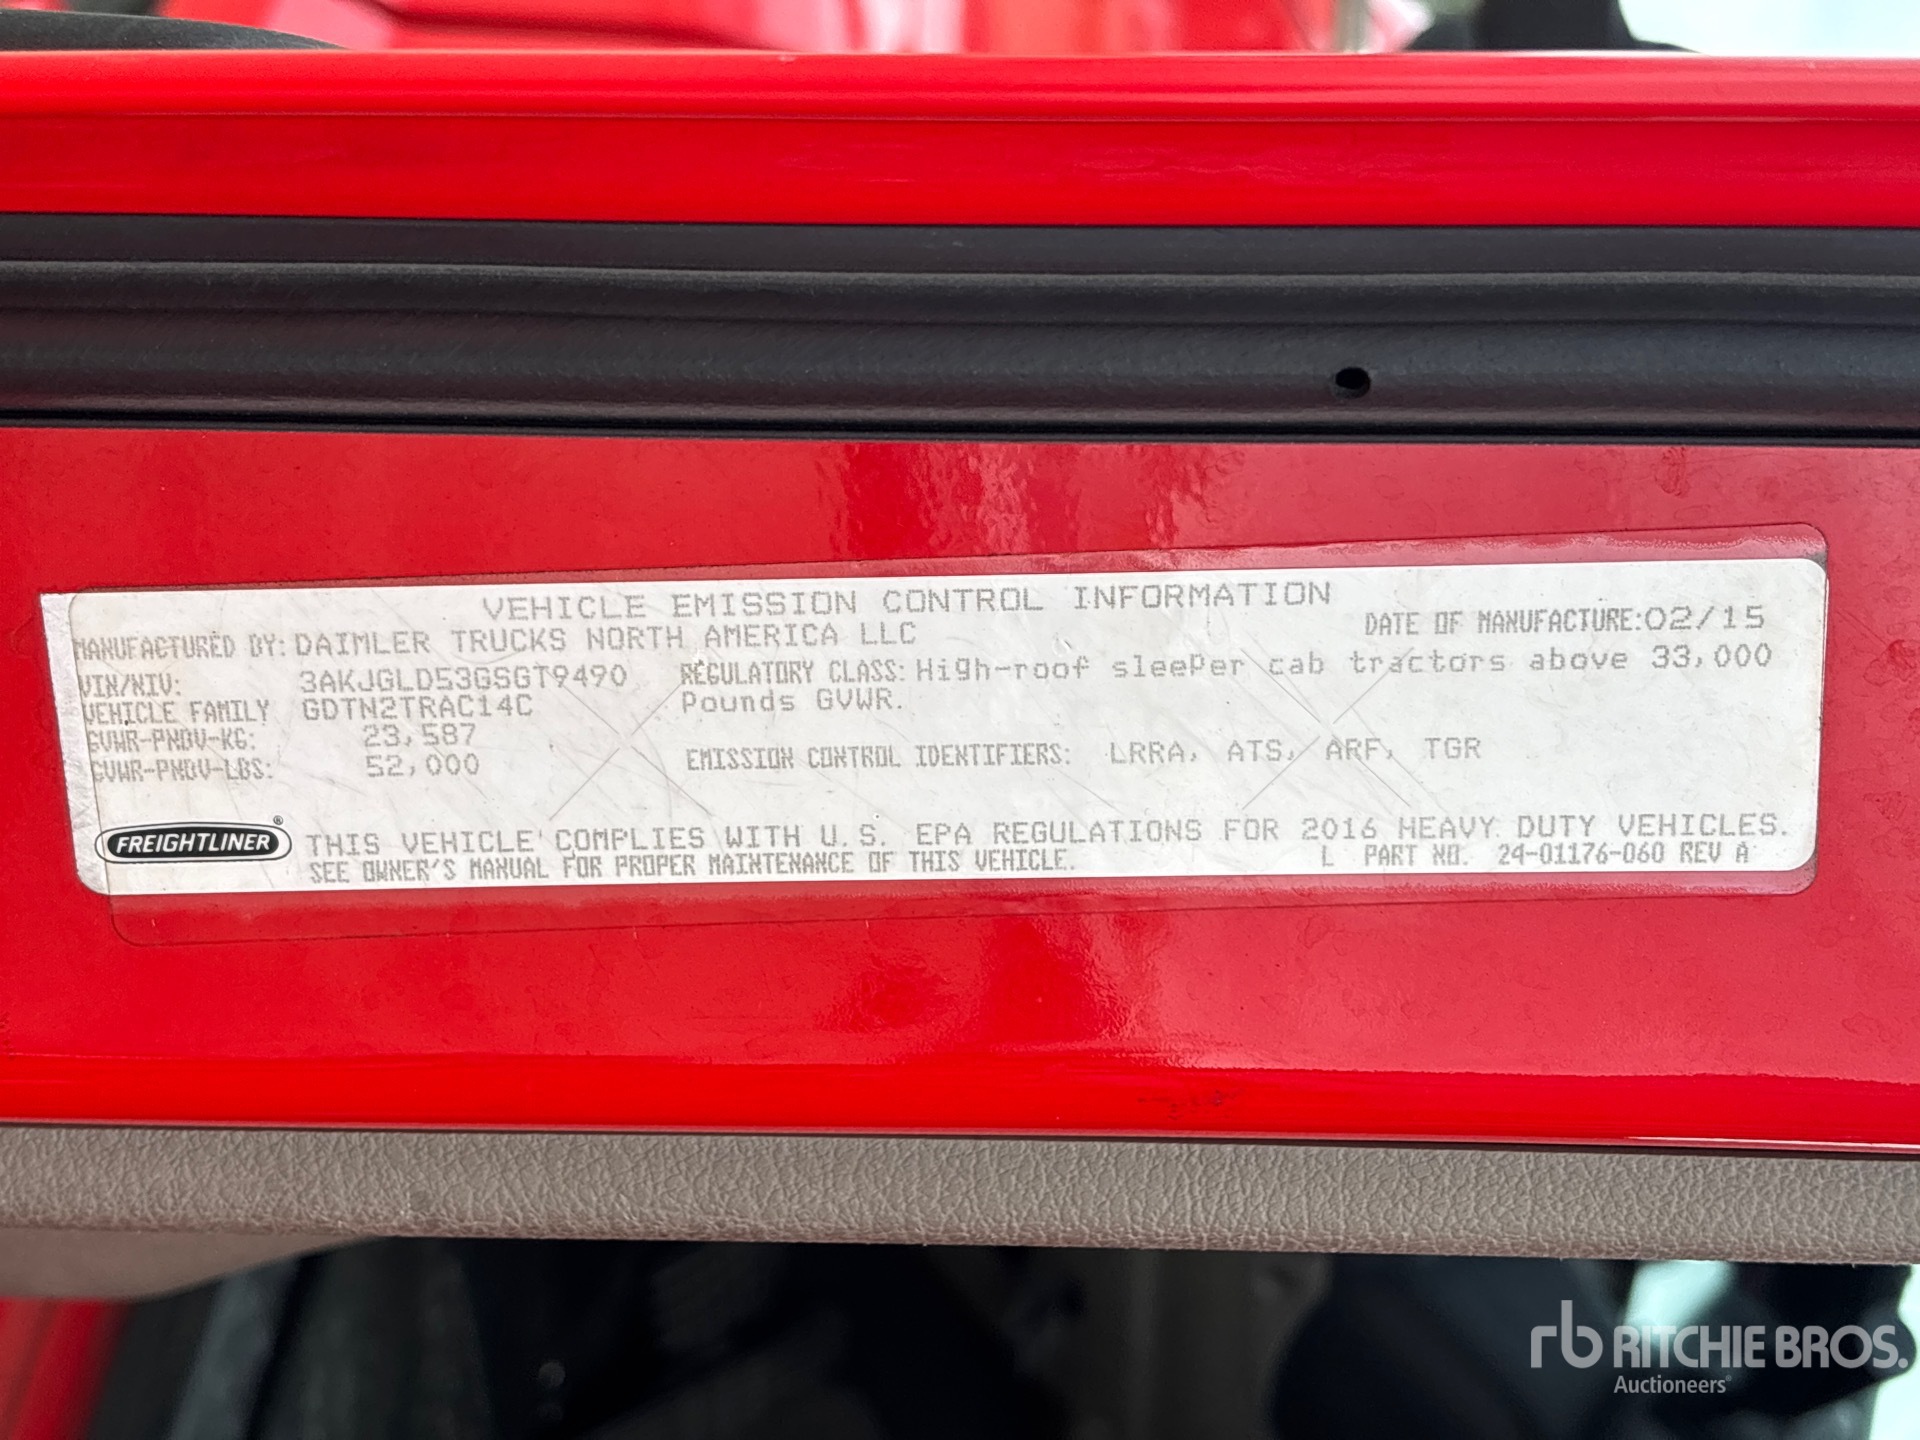 VEHICLE EMISSION CONTROL INFORMATION
MANUFACTURED BY: DAIMLER TRUCKS NORTH AMERICA LLC
DATE OF MANUFACTURE:02/15
VIN/NIV: 3AKJGLD53GSGT9490
REGULATORY CLASS: High-roof sleeper cab tractors above 33,000
Pounds GVWR.
VEHICLE FAMILY GDTN2TRAC14C
GVWR-PNBV-KG: 23,587
GVWR-PNBV-LBS: 52,000
EMISSION CONTROL IDENTIFIERS: LRRA, ATS, ARF, TGR
FREIGHTLINER®
THIS VEHICLE COMPLIES WITH U.S. EPA REGULATIONS FOR 2016 HEAVY DUTY VEHICLES.
SEE OWNER'S MANUAL FOR PROPER MAINTENANCE OF THIS VEHICLE.
L PART NO. 24-01176-060 REV A
rb RITCHIE BROS.
Auctioneers